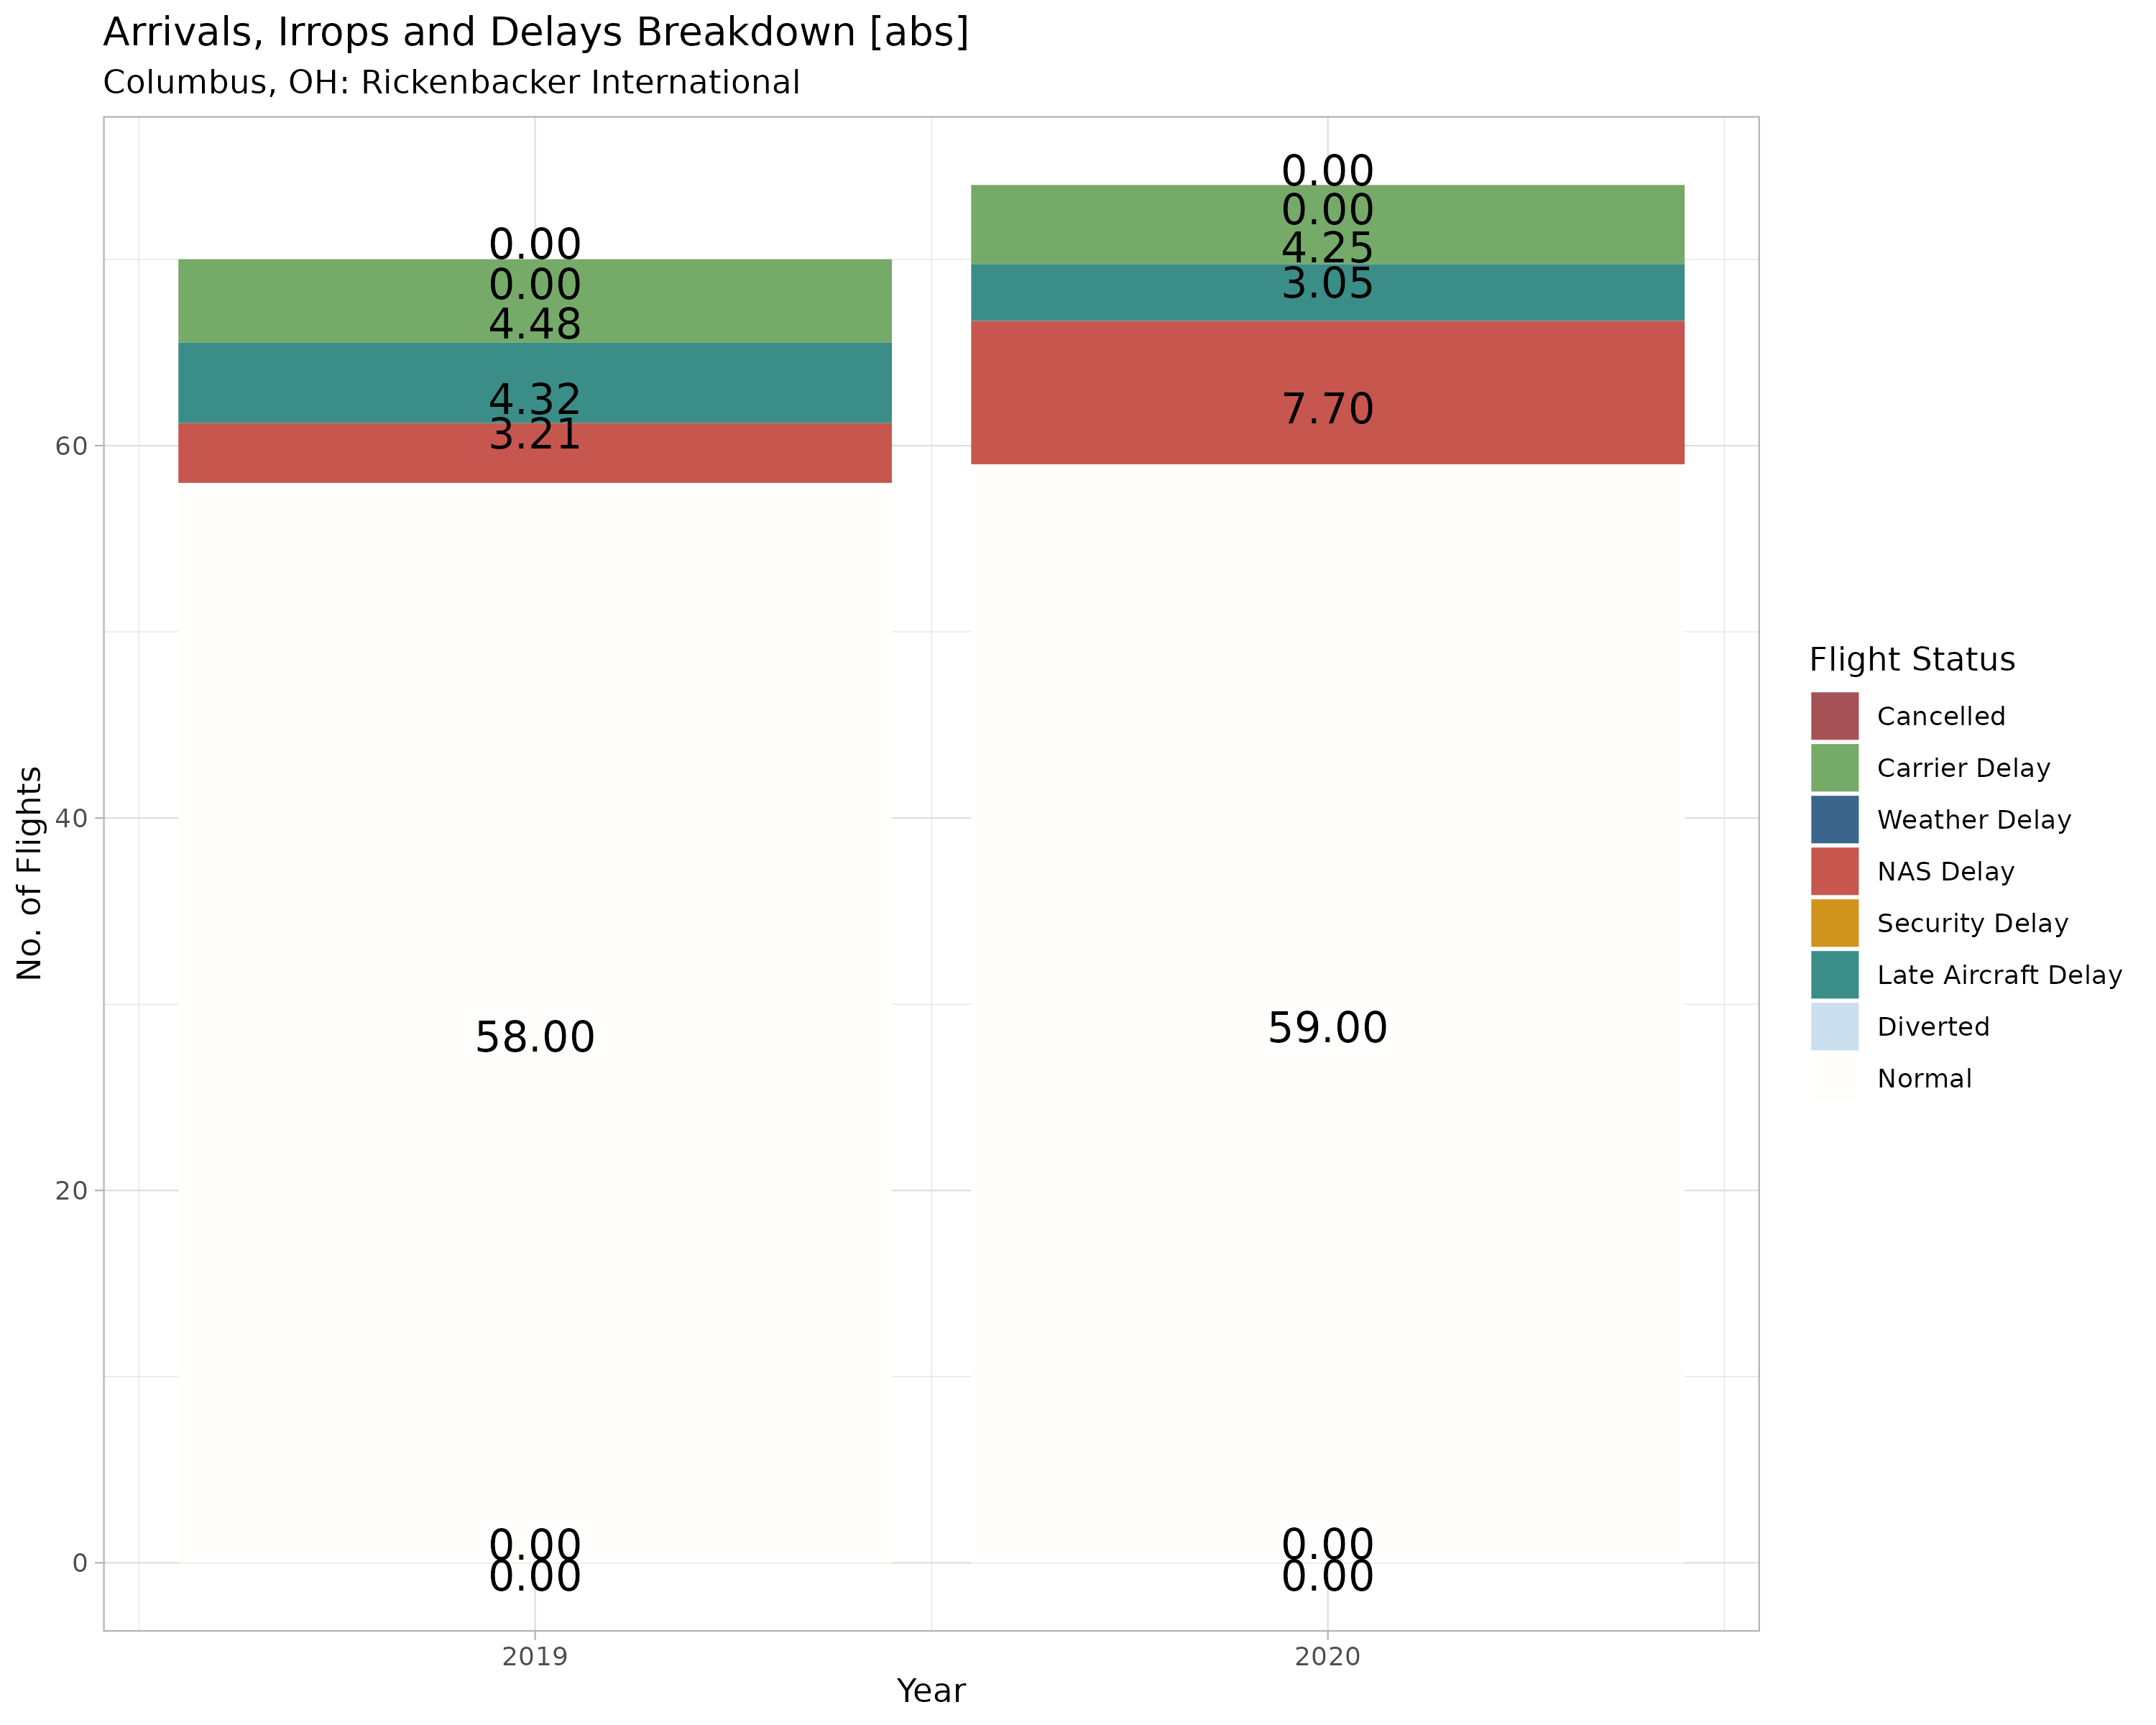 Arrivals, Irrops and Delays Breakdown [abs]
Columbus, OH: Rickenbacker International
No. of Flights
60
40
20
0
0.00
0.00
4.48
4.32
3.21
58.00
0.00
0.00
0.00
0.00
4.25
3.05
7.70
59.00
0.00
0.00
2019
2020
Year
Flight Status
Cancelled
Carrier Delay
Weather Delay
NAS Delay
Security Delay
Late Aircraft Delay
Diverted
Normal